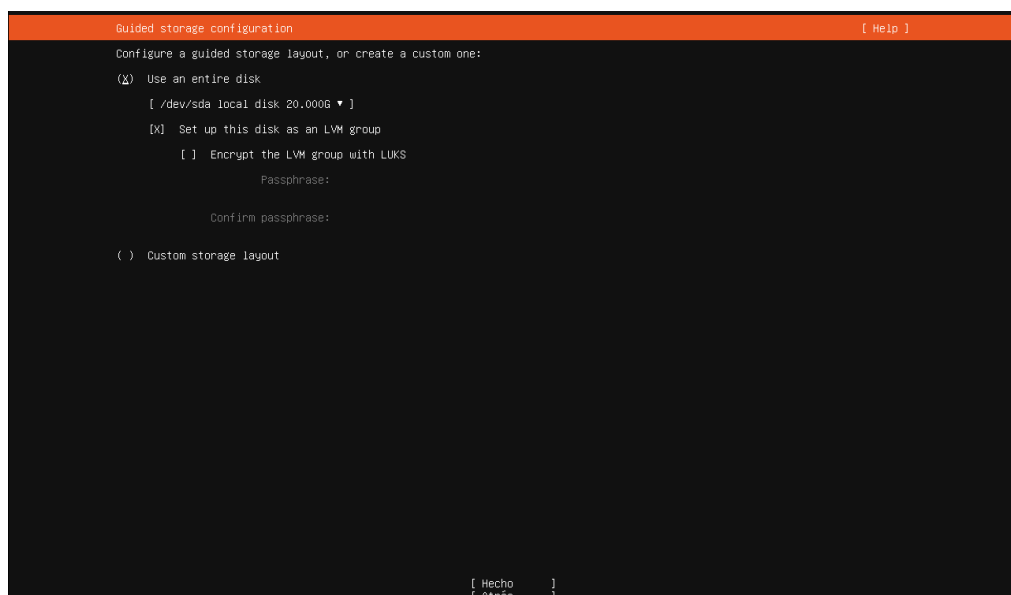 Guided storage configuration [ Help ]
Configure a guided storage layout, or create a custom one:
(X) Use an entire disk
[ /dev/sda local disk 20.000G ▾ ]
[X] Set up this disk as an LVM group
[ ] Encrypt the LVM group with LUKS
Passphrase:
Confirm passphrase:
( ) Custom storage layout
[ Hecho ]
[ Atrás ]